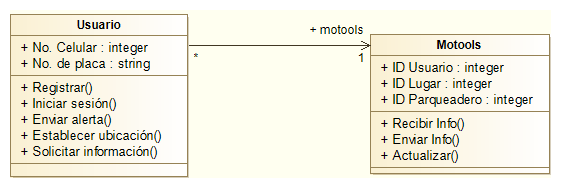 Usuario
+ No. Celular : integer
+ No. de placa : string
+ Registrar()
+ Iniciar sesión()
+ Enviar alerta()
+ Establecer ubicación()
+ Solicitar información()
+ motools
*
1
Motools
+ ID Usuario : integer
+ ID Lugar : integer
+ ID Parqueadero : integer
+ Recibir Info()
+ Enviar Info()
+ Actualizar()